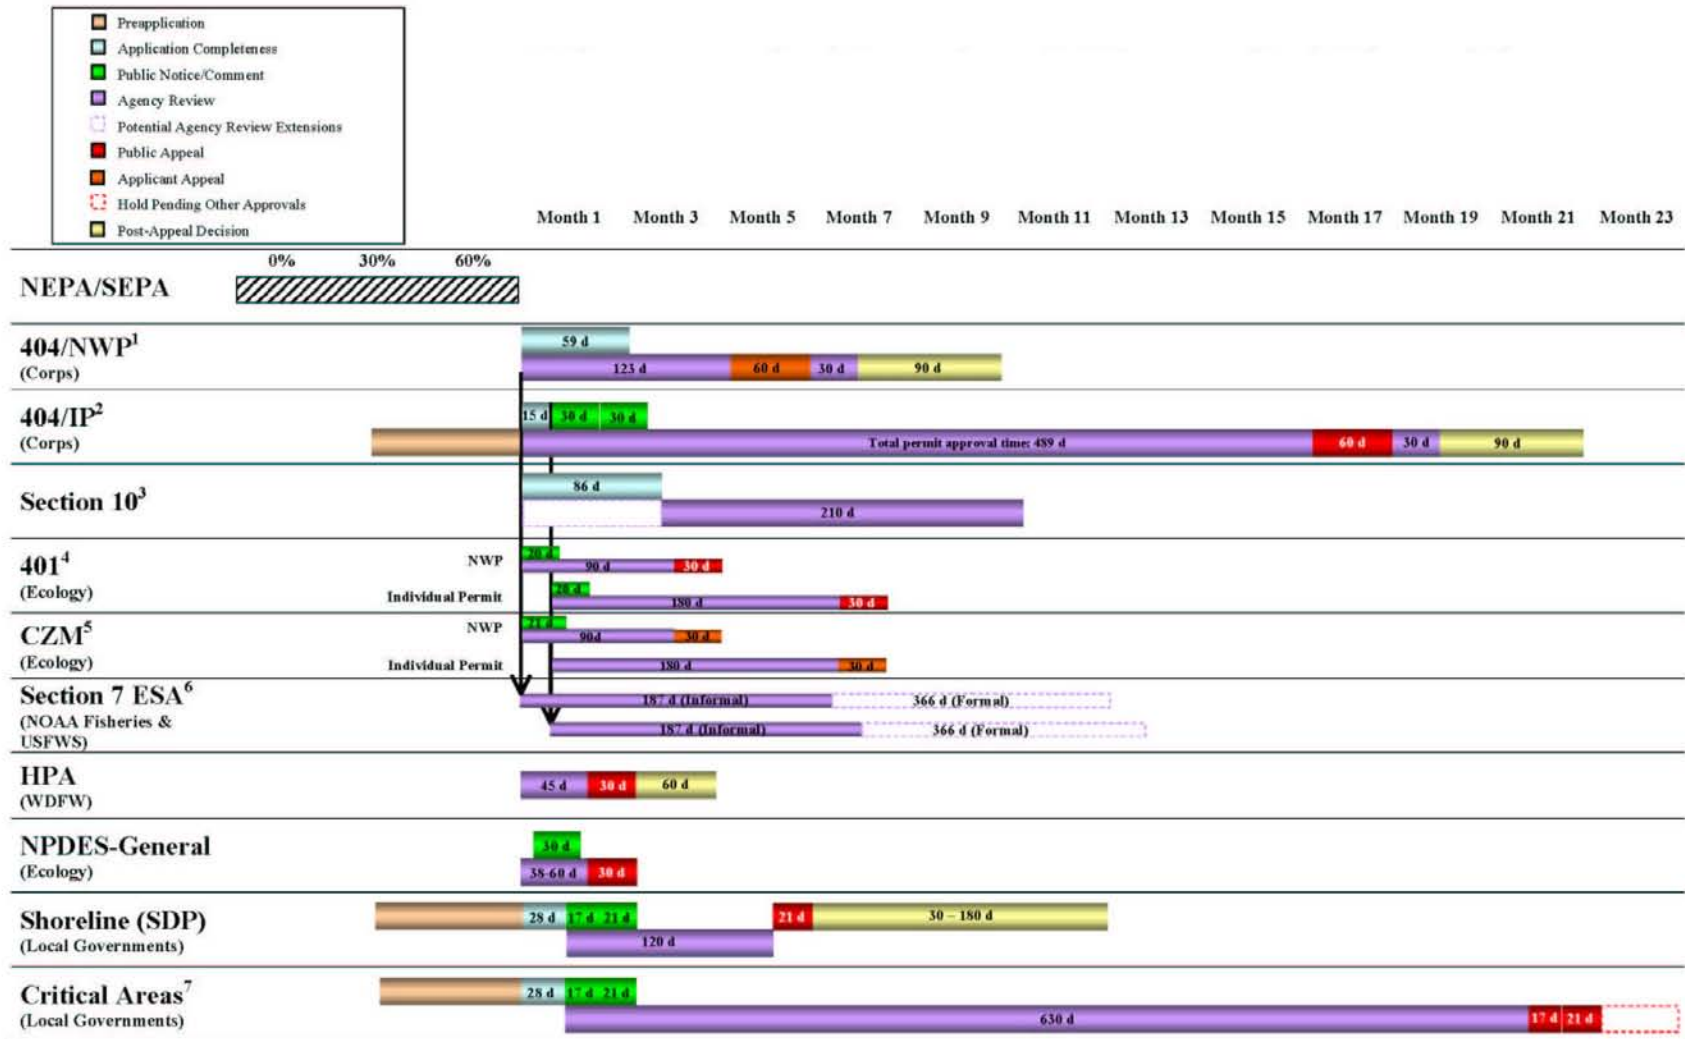 Preapplication
Application Completeness
Public Notice/Comment
Agency Review
Potential Agency Review Extensions
Public Appeal
Applicant Appeal
Hold Pending Other Approvals
Post-Appeal Decision
Month 1 Month 3 Month 5 Month 7 Month 9 Month 11 Month 13 Month 15 Month 17 Month 19 Month 21 Month 23
0% 30% 60%
NEPA/SEPA
404/NWP1
(Corps)
59 d
123 d 60 d 30 d 90 d
404/IP2
(Corps)
15 d 30 d 30 d
Total permit approval time: 489 d 60 d 30 d 90 d
Section 103
86 d
210 d
4014
(Ecology)
NWP
20 d
90 d 30 d
Individual Permit
20 d
180 d 30 d
CZM5
(Ecology)
NWP
21 d
90d 30 d
Individual Permit
180 d 30 d
Section 7 ESA6
(NOAA Fisheries &
USFWS)
187 d (Informal) 366 d (Formal)
187 d (Informal) 366 d (Formal)
HPA
(WDFW)
45 d 30 d 60 d
NPDES-General
(Ecology)
30 d
38-60 d 30 d
Shoreline (SDP)
(Local Governments)
28 d 17 d 21 d 21 d 30 – 180 d
120 d
Critical Areas7
(Local Governments)
28 d 17 d 21 d
630 d 17 d 21 d